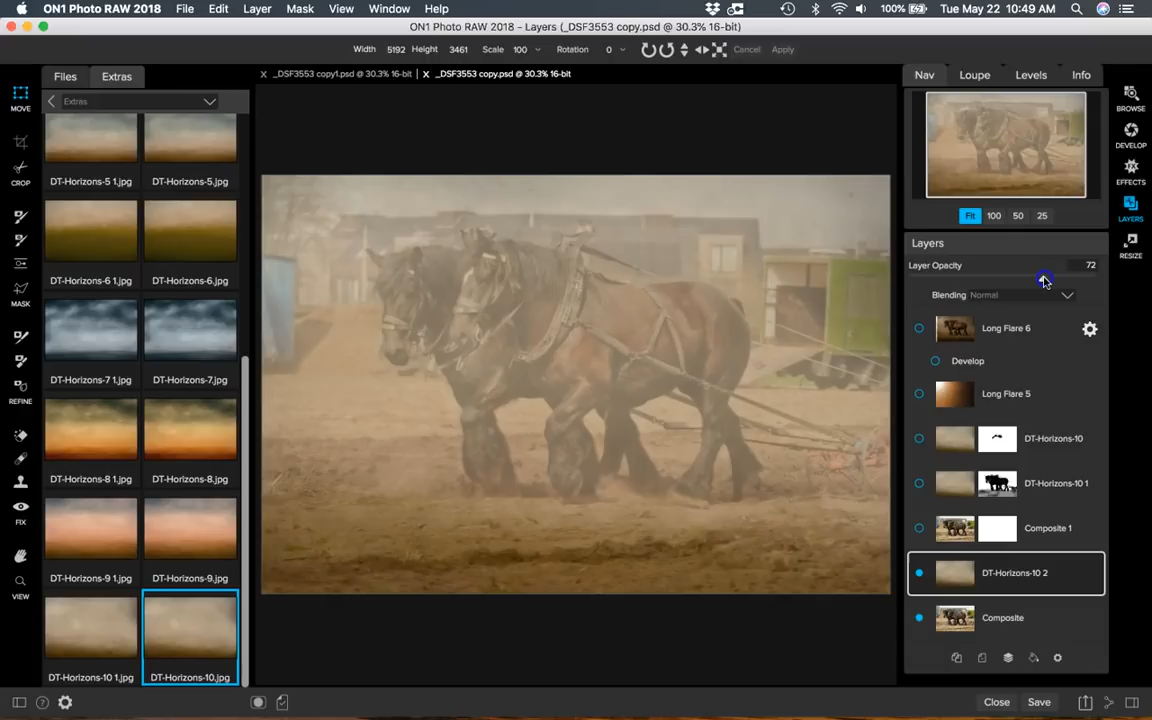 ON1 Photo RAW 2018 File Edit Layer Mask View Window Help 100% Tue May 22 10:49 AM
ON1 Photo RAW 2018 - Layers (_DSF3553 copy.psd @ 30.3% 16-bit)
Width 5192 Height 3461 Scale 100 Rotation 0 Cancel Apply
Files Extras
X _DSF3553 copy1.psd @ 30.3% 16-bit X _DSF3553 copy.psd @ 30.3% 16-bit
Nav Loupe Levels Info
Extras
MOVE
CROP
MASK
REFINE
FIX
VIEW
DT-Horizons-5 1.jpg DT-Horizons-5.jpg
DT-Horizons-6 1.jpg DT-Horizons-6.jpg
DT-Horizons-7 1.jpg DT-Horizons-7.jpg
DT-Horizons-8 1.jpg DT-Horizons-8.jpg
DT-Horizons-9 1.jpg DT-Horizons-9.jpg
DT-Horizons-10 1.jpg DT-Horizons-10.jpg
Fit 100 50 25
Layers
Layer Opacity 72
Blending Normal
Long Flare 6
Develop
Long Flare 5
DT-Horizons-10
DT-Horizons-10 1
Composite 1
DT-Horizons-10 2
Composite
BROWSE
DEVELOP
EFFECTS
LAYERS
RESIZE
Close Save